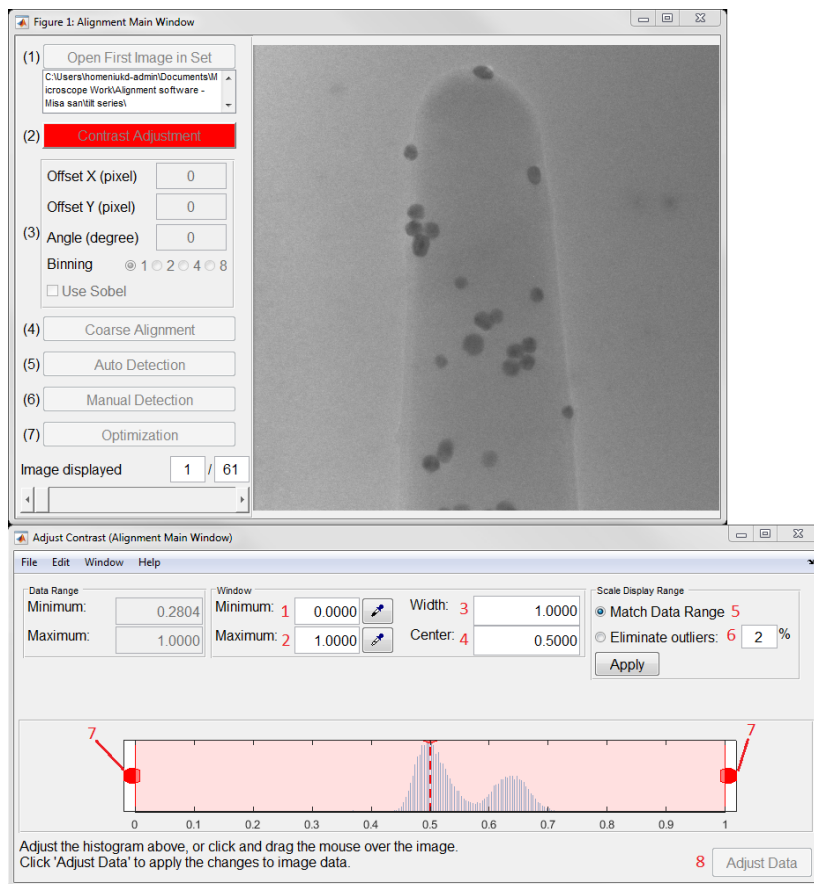 Figure 1: Alignment Main Window
(1) Open First Image in Set
C:\Users\homeniukd-admin\Documents\M
icroscope Work\Alignment software -
Misa san\tilt series\
(2) Contrast Adjustment
Offset X (pixel) 0
Offset Y (pixel) 0
(3) Angle (degree) 0
Binning 1 2 4 8
Use Sobel
(4) Coarse Alignment
(5) Auto Detection
(6) Manual Detection
(7) Optimization
Image displayed 1 / 61
Adjust Contrast (Alignment Main Window)
File Edit Window Help
Data Range Window Scale Display Range
Minimum: 0.2804 Minimum: 1 0.0000 Width: 3 1.0000 Match Data Range 5
Maximum: 1.0000 Maximum: 2 1.0000 Center: 4 0.5000 Eliminate outliers: 6 2 %
Apply
7 7
0 0.1 0.2 0.3 0.4 0.5 0.6 0.7 0.8 0.9 1
Adjust the histogram above, or click and drag the mouse over the image.
Click 'Adjust Data' to apply the changes to image data. 8 Adjust Data